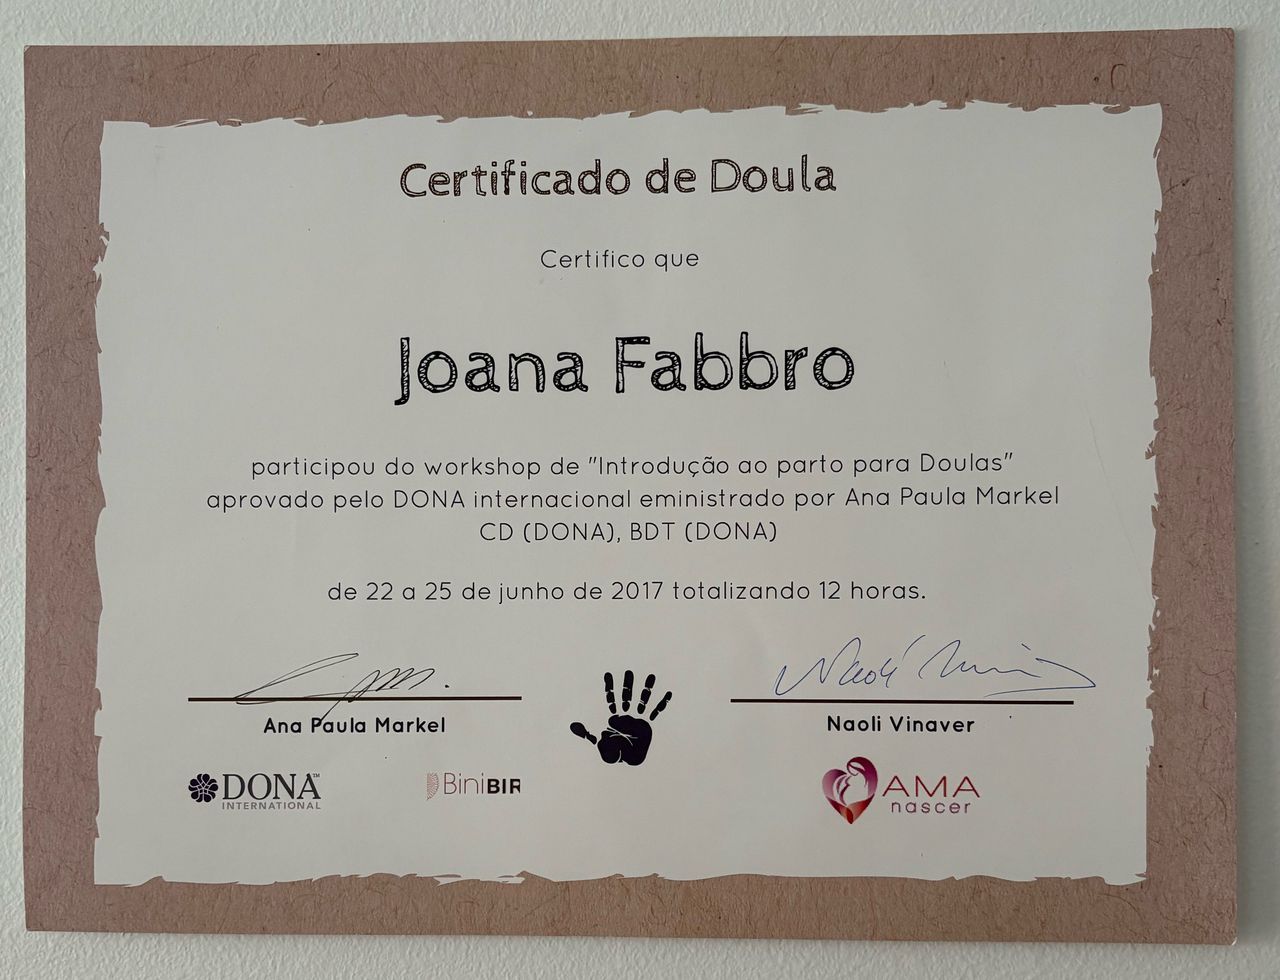 Certificado de Doula
Certifico que
Joana Fabbro
participou do workshop de "Introdução ao parto para Doulas"
aprovado pelo DONA internacional eministrado por Ana Paula Markel
CD (DONA), BDT (DONA)
de 22 a 25 de junho de 2017 totalizando 12 horas.
Naoli
Ana Paula Markel
Naoli Vinaver
DONA™
INTERNATIONAL
BiniBIR
AMA
nascer